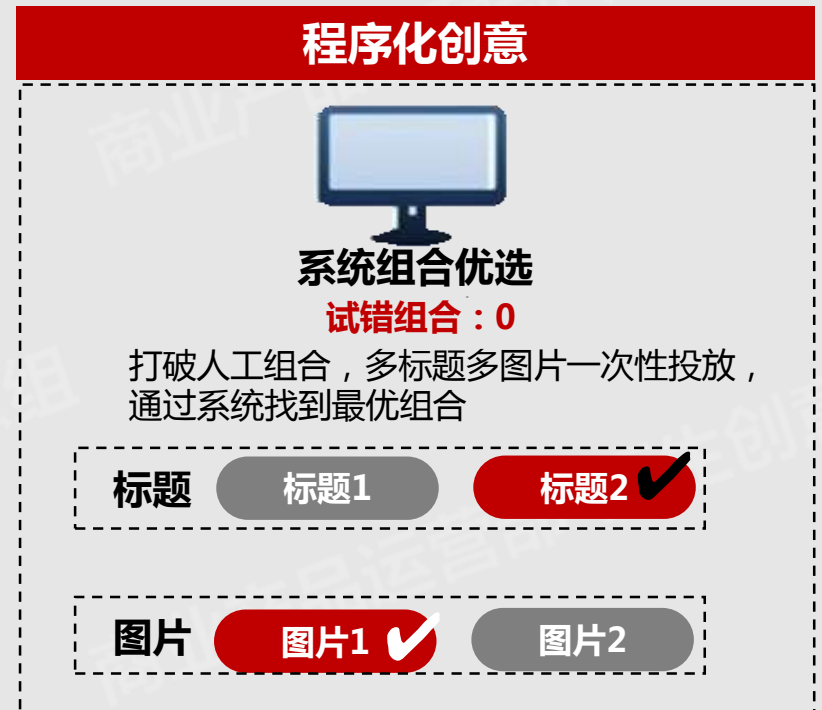 程序化创意
系统组合优选
试错组合：0
打破人工组合，多标题多图片一次性投放，
通过系统找到最优组合
标题 标题1 标题2
图片 图片1 图片2